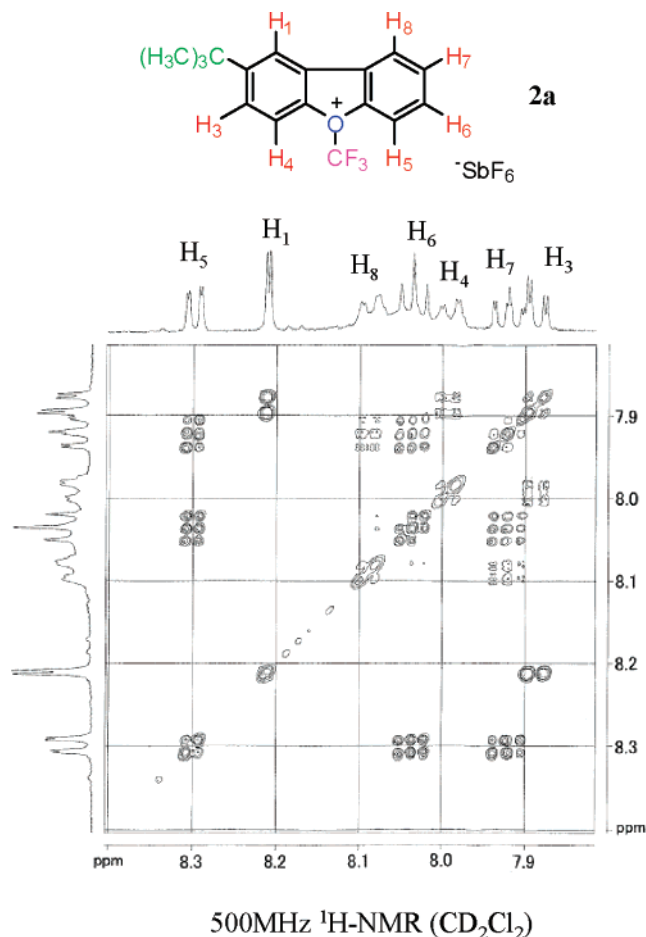 H1
H8
(H3C)3C
H7
2a
H3
+
O
H6
H4
CF3
H5
-SbF6
H5
H1
H8
H6
H4
H7
H3
7.9
8.0
8.1
8.2
8.3
ppm
ppm 8.3 8.2 8.1 8.0 7.9
500MHz ¹H-NMR (CD₂Cl₂)